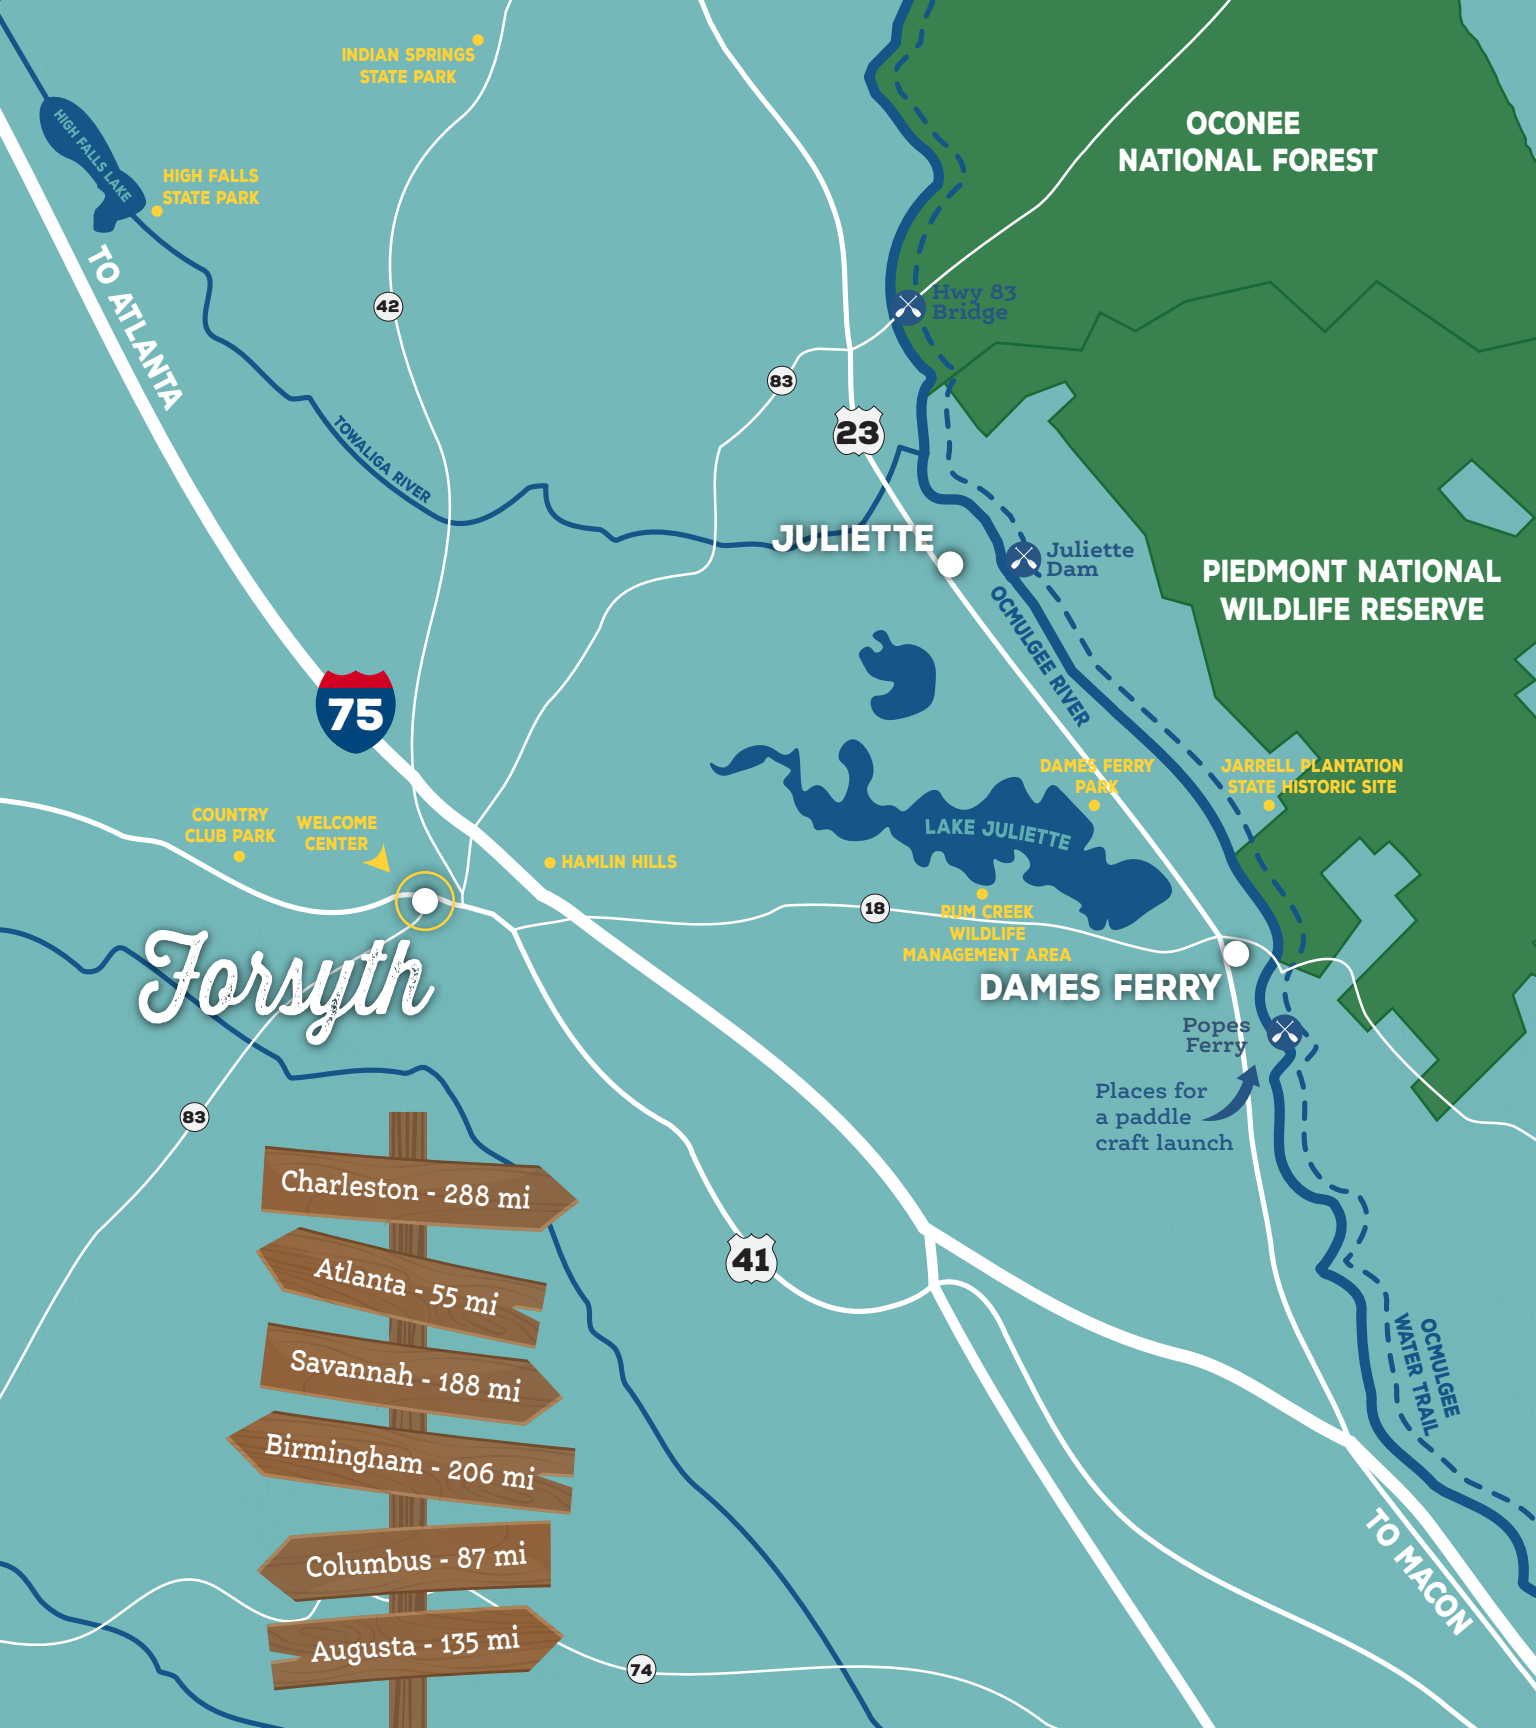 INDIAN SPRINGS
STATE PARK
OCONEE
NATIONAL FOREST
HIGH FALLS LAKE
HIGH FALLS
STATE PARK
TO ATLANTA
42
Hwy 83
Bridge
83
23
TOWALIGA RIVER
JULIETTE
Juliette
Dam
PIEDMONT NATIONAL
WILDLIFE RESERVE
OCMULGEE RIVER
75
DAMES FERRY
PARK
JARRELL PLANTATION
STATE HISTORIC SITE
COUNTRY
CLUB PARK
WELCOME
CENTER
LAKE JULIETTE
HAMLIN HILLS
18
RUM CREEK
WILDLIFE
MANAGEMENT AREA
Forsyth
DAMES FERRY
Popes
Ferry
Places for
a paddle
craft launch
83
Charleston - 288 mi
41
Atlanta - 55 mi
Savannah - 188 mi
OCMULGEE
WATER TRAIL
Birmingham - 206 mi
Columbus - 87 mi
TO MACON
Augusta - 135 mi
74